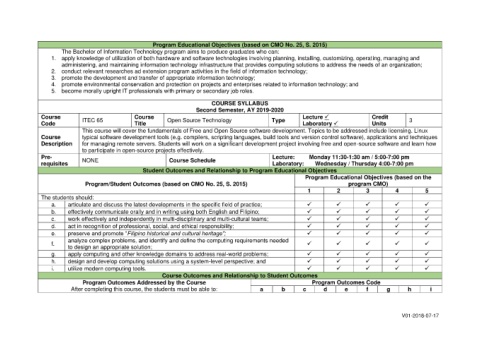 Program Educational Objectives (based on CMO No. 25, S. 2015)
The Bachelor of Information Technology program aims to produce graduates who can;
1. apply knowledge of utilization of both hardware and software technologies involving planning, installing, customizing, operating, managing and
administering, and maintaining information technology infrastructure that provides computing solutions to address the needs of an organization;
2. conduct relevant researches ad extension program activities in the field of information technology;
3. promote the development and transfer of appropriate information technology;
4. promote environmental conservation and protection on projects and enterprises related to information technology; and
5. become morally upright IT professionals with primary or secondary job roles.
COURSE SYLLABUS
Second Semester, AY 2019-2020
Course Code ITEC 65 Course Title Open Source Technology Type Lecture ✓ Laboratory ✓ Credit Units 3
Course Description This course will cover the fundamentals of Free and Open Source software development. Topics to be addressed include licensing, Linux
typical software development tools (e.g. compilers, scripting languages, build tools and version control software), applications and techniques
for managing remote servers. Students will work on a significant development project involving free and open-source software and learn how
to participate in open-source projects effectively.
Pre-requisites NONE Course Schedule Lecture: Monday 11:30-1:30 am / 5:00-7:00 pm
Laboratory: Wednesday / Thursday 4:00-7:00 pm
Student Outcomes and Relationship to Program Educational Objectives
Program/Student Outcomes (based on CMO No. 25, S. 2015) Program Educational Objectives (based on the program CMO)
1 2 3 4 5
The students should:
a. articulate and discuss the latest developments in the specific field of practice; ✓ ✓ ✓ ✓ ✓
b. effectively communicate orally and in writing using both English and Filipino; ✓ ✓ ✓ ✓ ✓
c. work effectively and independently in multi-disciplinary and multi-cultural teams; ✓ ✓ ✓ ✓ ✓
d. act in recognition of professional, social, and ethical responsibility; ✓ ✓ ✓ ✓ ✓
e. preserve and promote "Filipino historical and cultural heritage"; ✓ ✓ ✓ ✓ ✓
f. analyze complex problems, and identify and define the computing requirements needed
to design an appropriate solution; ✓ ✓ ✓ ✓ ✓
g. apply computing and other knowledge domains to address real-world problems; ✓ ✓ ✓ ✓ ✓
h. design and develop computing solutions using a system-level perspective; and ✓ ✓ ✓ ✓ ✓
i. utilize modern computing tools. ✓ ✓ ✓ ✓ ✓
Course Outcomes and Relationship to Student Outcomes
Program Outcomes Addressed by the Course Program Outcomes Code
After completing this course, the students must be able to: a b c d e f g h i
V01-2018-07-17